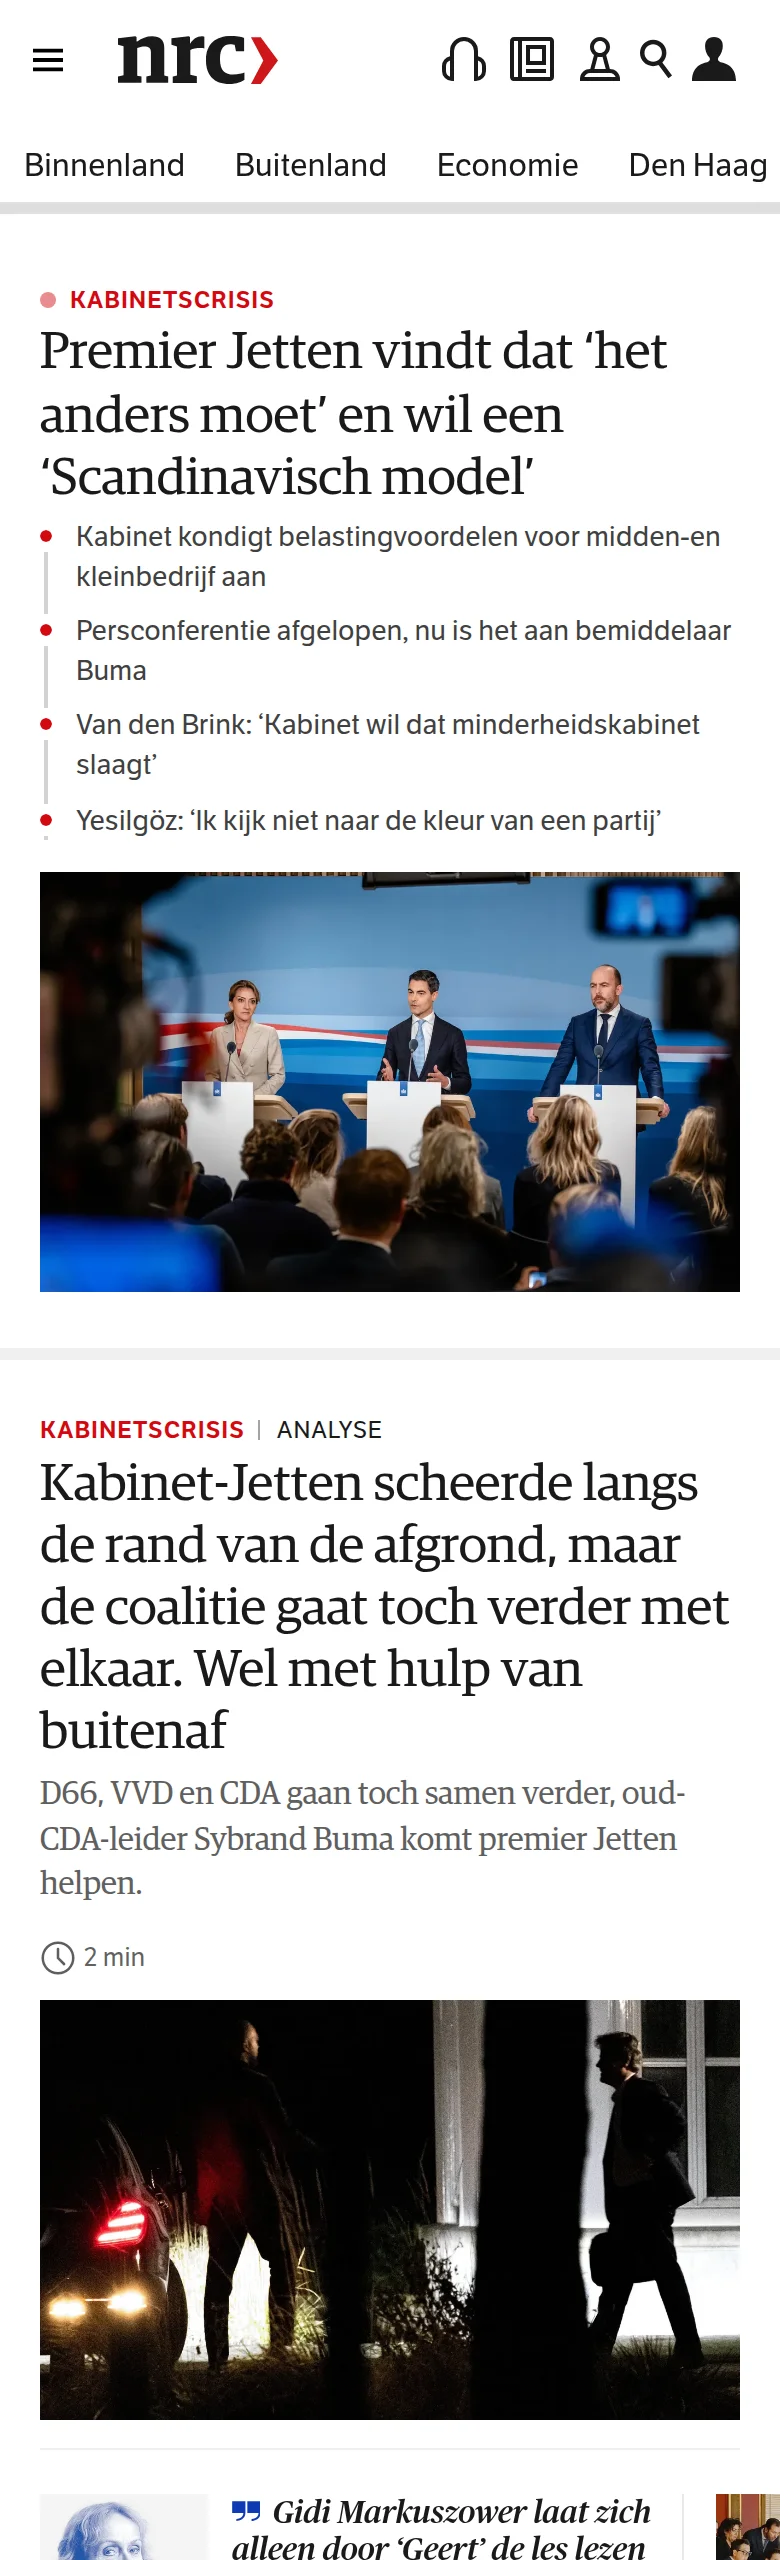 nrc
Binnenland Buitenland Economie Den Haag
KABINETSCRISIS
Premier Jetten vindt dat ‘het
anders moet’ en wil een
‘Scandinavisch model’
Kabinet kondigt belastingvoordelen voor midden-en
kleinbedrijf aan
Persconferentie afgelopen, nu is het aan bemiddelaar
Buma
Van den Brink: ‘Kabinet wil dat minderheidskabinet
slaagt’
Yesilgöz: ‘Ik kijk niet naar de kleur van een partij’
KABINETSCRISIS | ANALYSE
Kabinet-Jetten scheerde langs
de rand van de afgrond, maar
de coalitie gaat toch verder met
elkaar. Wel met hulp van
buitenaf
D66, VVD en CDA gaan toch samen verder, oud-
CDA-leider Sybrand Buma komt premier Jetten
helpen.
2 min
Gidi Markuszower laat zich
alleen door ‘Geert’ de les lezen